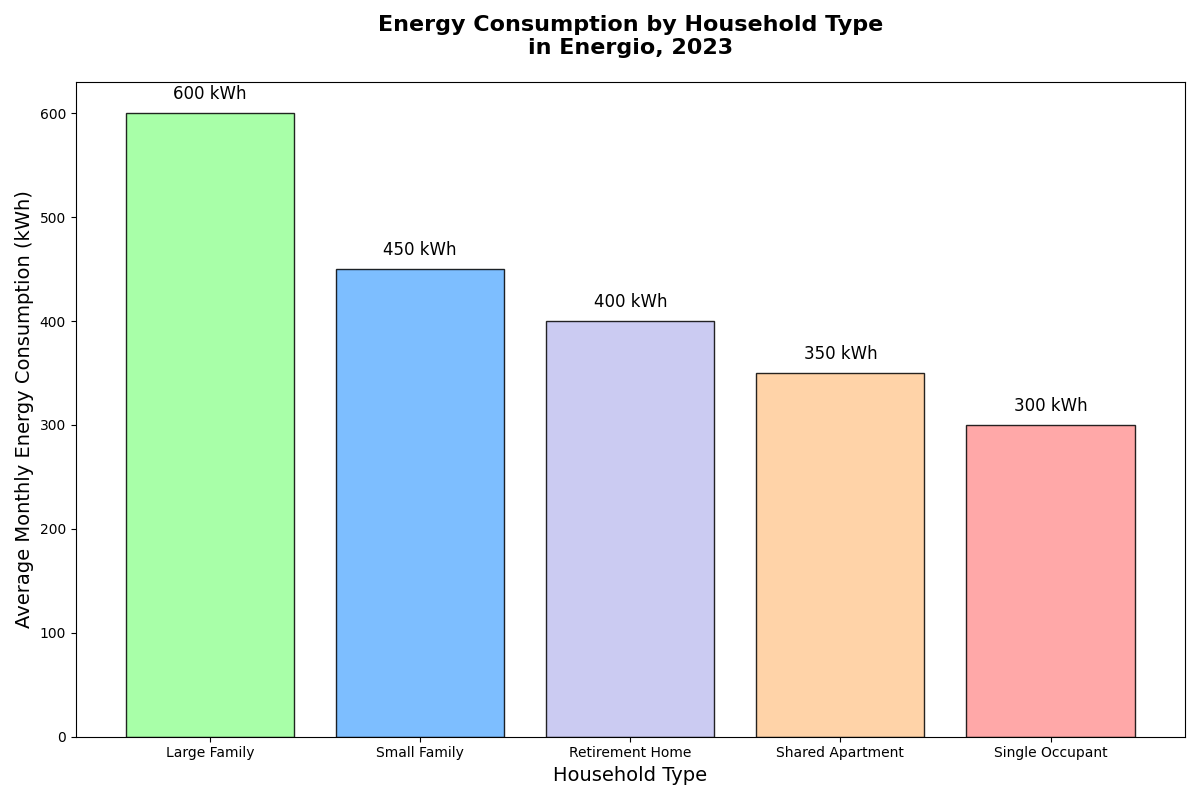 Energy Consumption by Household Type
in Energio, 2023
Average Monthly Energy Consumption (kWh)
600
500
400
300
200
100
0
600 kWh
450 kWh
400 kWh
350 kWh
300 kWh
Large Family
Small Family
Retirement Home
Shared Apartment
Single Occupant
Household Type